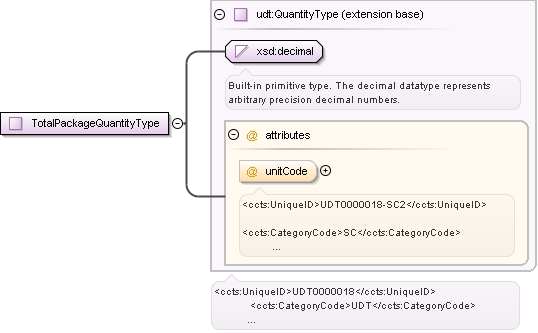 udt:QuantityType (extension base)
xsd:decimal
Built-in primitive type. The decimal datatype represents
arbitrary precision decimal numbers.
TotalPackageQuantityType
@ attributes
@ unitCode
<ccts:UniqueID>UDT0000018-SC2</ccts:UniqueID>
<ccts:CategoryCode>SC</ccts:CategoryCode>
...
<ccts:UniqueID>UDT0000018</ccts:UniqueID>
<ccts:CategoryCode>UDT</ccts:CategoryCode>
...